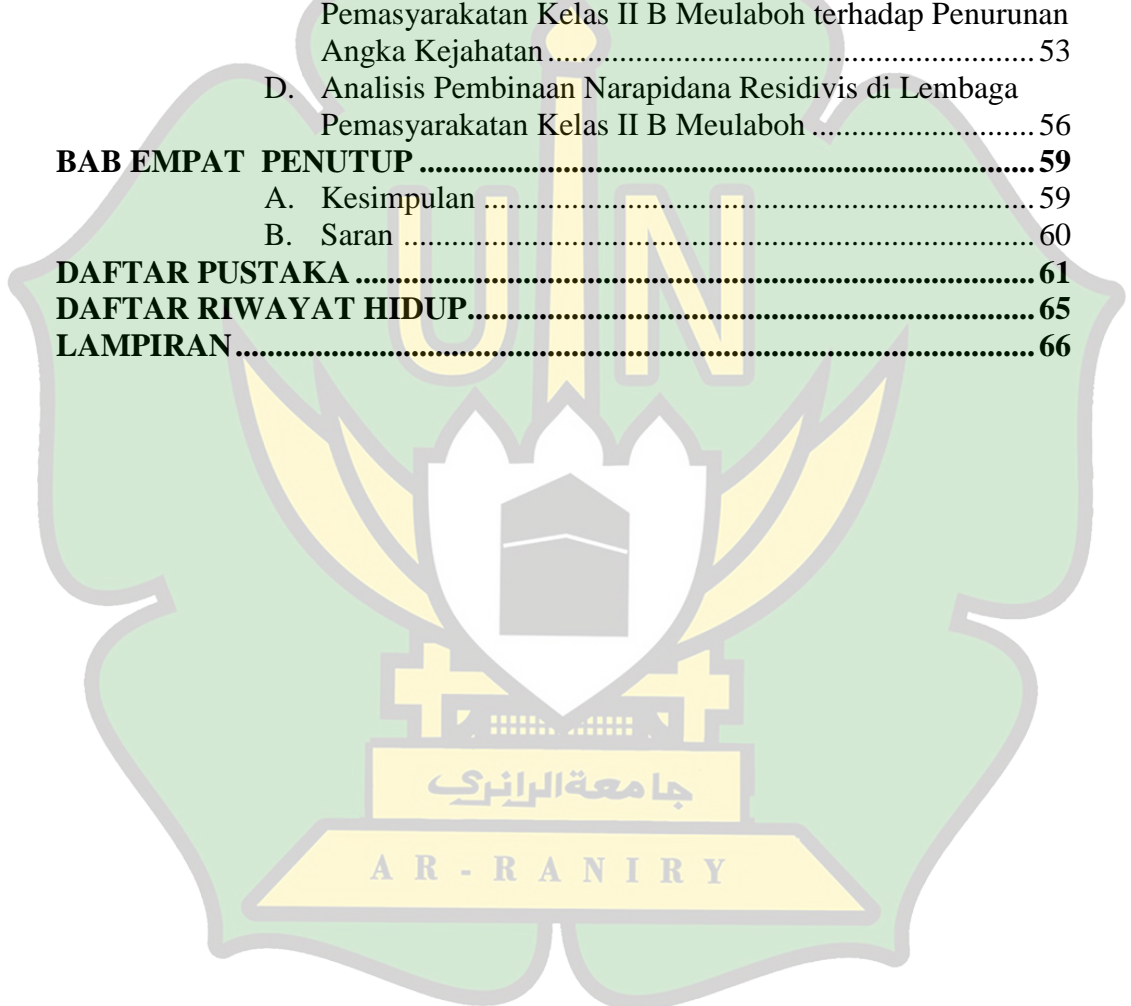 Pemasyarakatan Kelas II B Meulaboh terhadap Penurunan
Angka Kejahatan ........................................................ 53
D. Analisis Pembinaan Narapidana Residivis di Lembaga
Pemasyarakatan Kelas II B Meulaboh ......................... 56
BAB EMPAT PENUTUP ...................................................................... 59
A. Kesimpulan ............................................................... 59
B. Saran ........................................................................ 60
DAFTAR PUSTAKA ............................................................................. 61
DAFTAR RIWAYAT HIDUP................................................................. 65
LAMPIRAN........................................................................................... 66
UIN
جامعةالرانري
AR-RANIRY